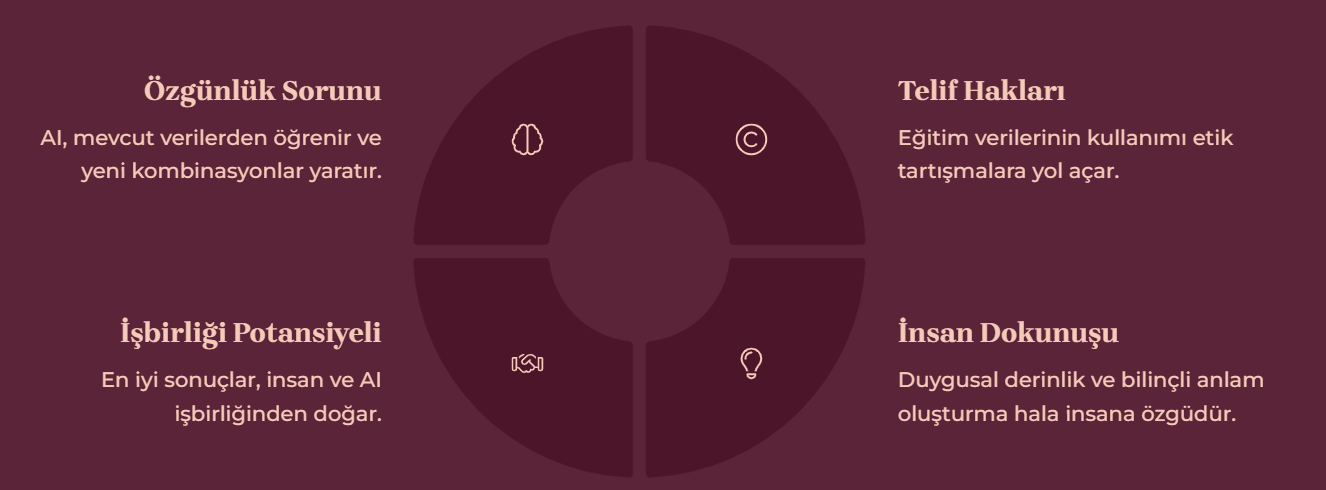 Özgünlük Sorunu
AI, mevcut verilerden öğrenir ve
yeni kombinasyonlar yaratır.
Telif Hakları
Eğitim verilerinin kullanımı etik
tartışmalara yol açar.
İşbirliği Potansiyeli
En iyi sonuçlar, insan ve AI
işbirliğinden doğar.
İnsan Dokunuşu
Duygusal derinlik ve bilinçli anlam
oluşturma hala insana özgüdür.